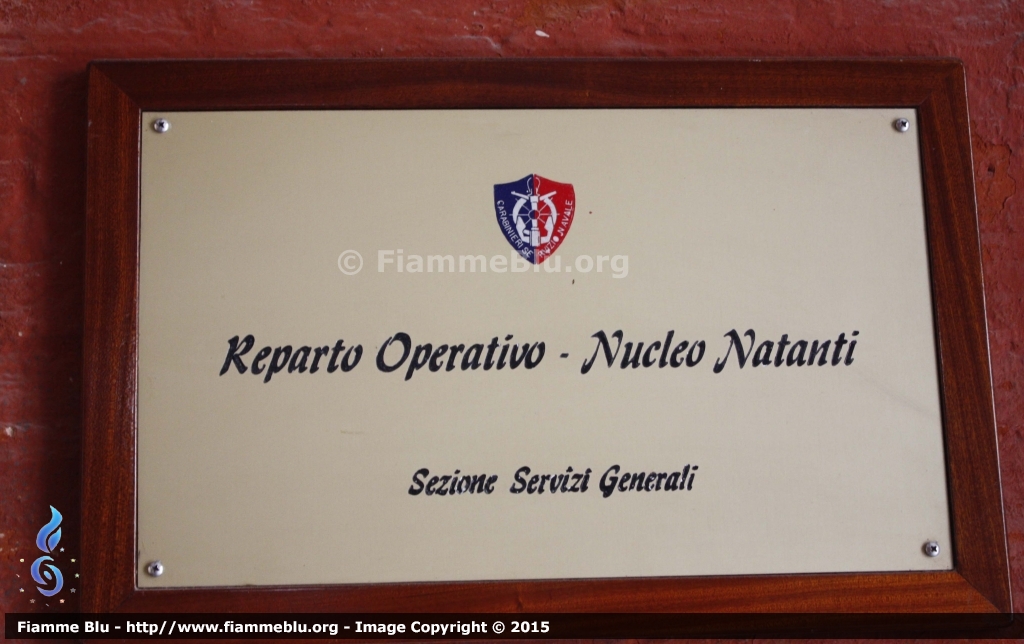 CARABINIERI SERVIZIO NAVALE
© FiammeBlu.org
Reparto Operativo - Nucleo Natanti
Sezione Servizi Generali
Fiamme Blu - http//www.fiammeblu.org - Image Copyright © 2015